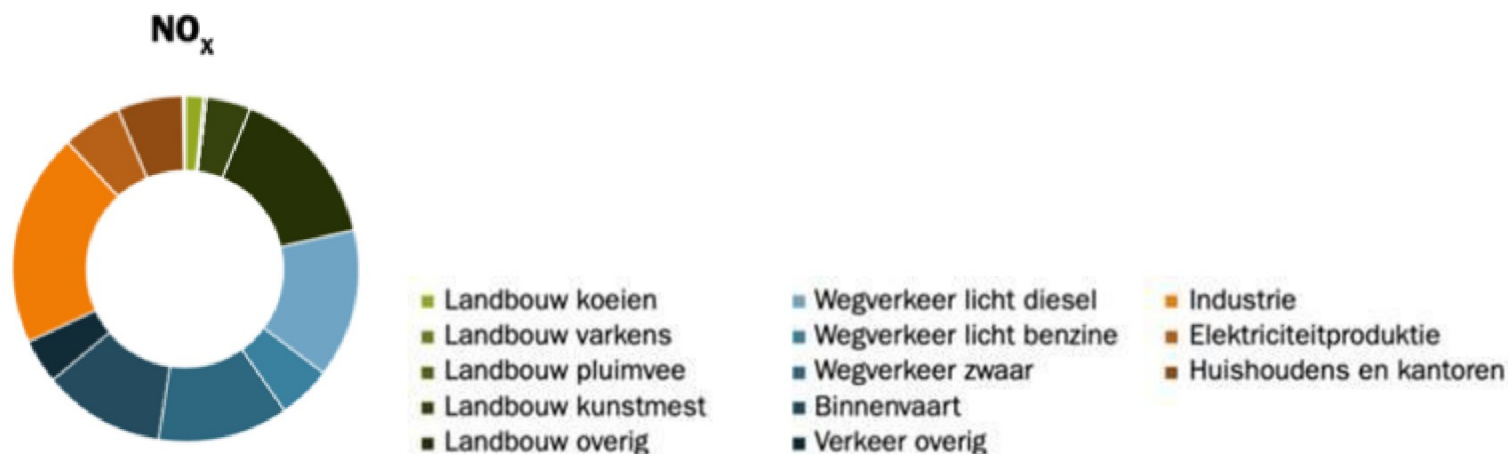 NOx
Landbouw koeien
Landbouw varkens
Landbouw pluimvee
Landbouw kunstmest
Landbouw overig
Wegverkeer licht diesel
Wegverkeer licht benzine
Wegverkeer zwaar
Binnenvaart
Verkeer overig
Industrie
Elektriciteitproduktie
Huishoudens en kantoren